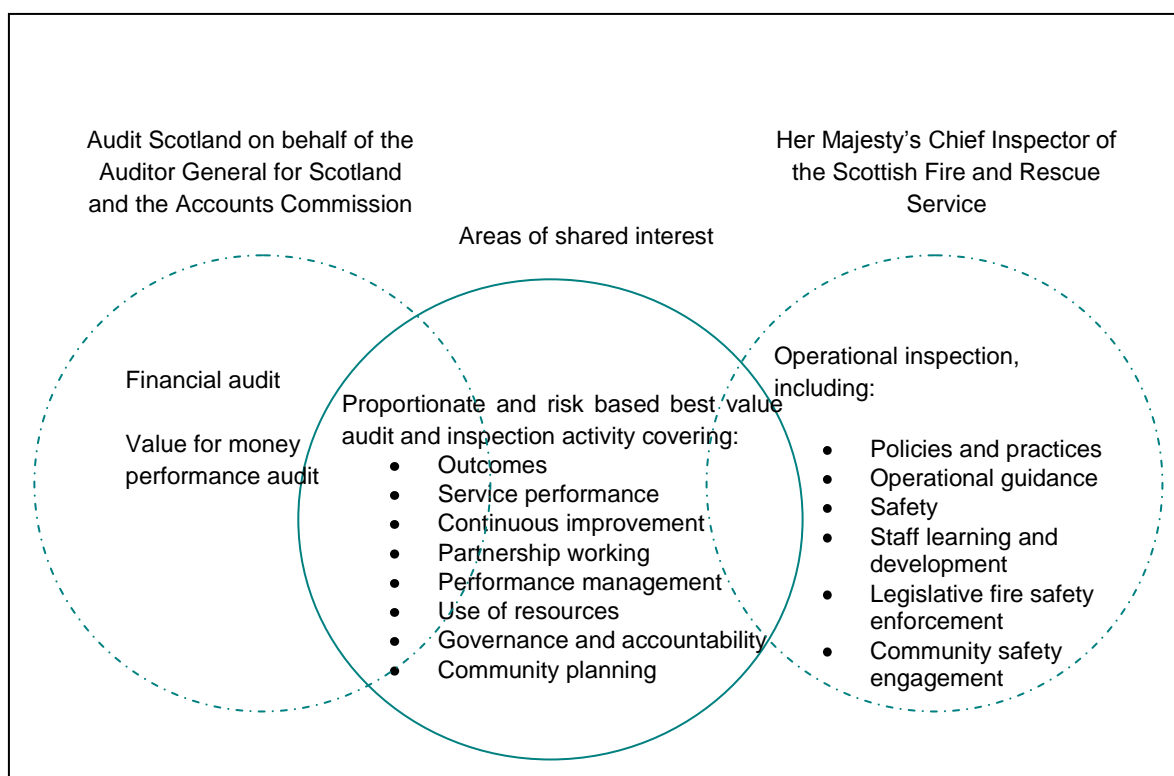 Audit Scotland on behalf of the
Auditor General for Scotland
and the Accounts Commission
Her Majesty’s Chief Inspector of
the Scottish Fire and Rescue
Service
Areas of shared interest
Financial audit
Value for money
performance audit
Proportionate and risk based best value
audit and inspection activity covering:
• Outcomes
• Service performance
• Continuous improvement
• Partnership working
• Performance management
• Use of resources
• Governance and accountability
• Community planning
Operational inspection,
including:
• Policies and practices
• Operational guidance
• Safety
• Staff learning and
development
• Legislative fire safety
enforcement
• Community safety
engagement